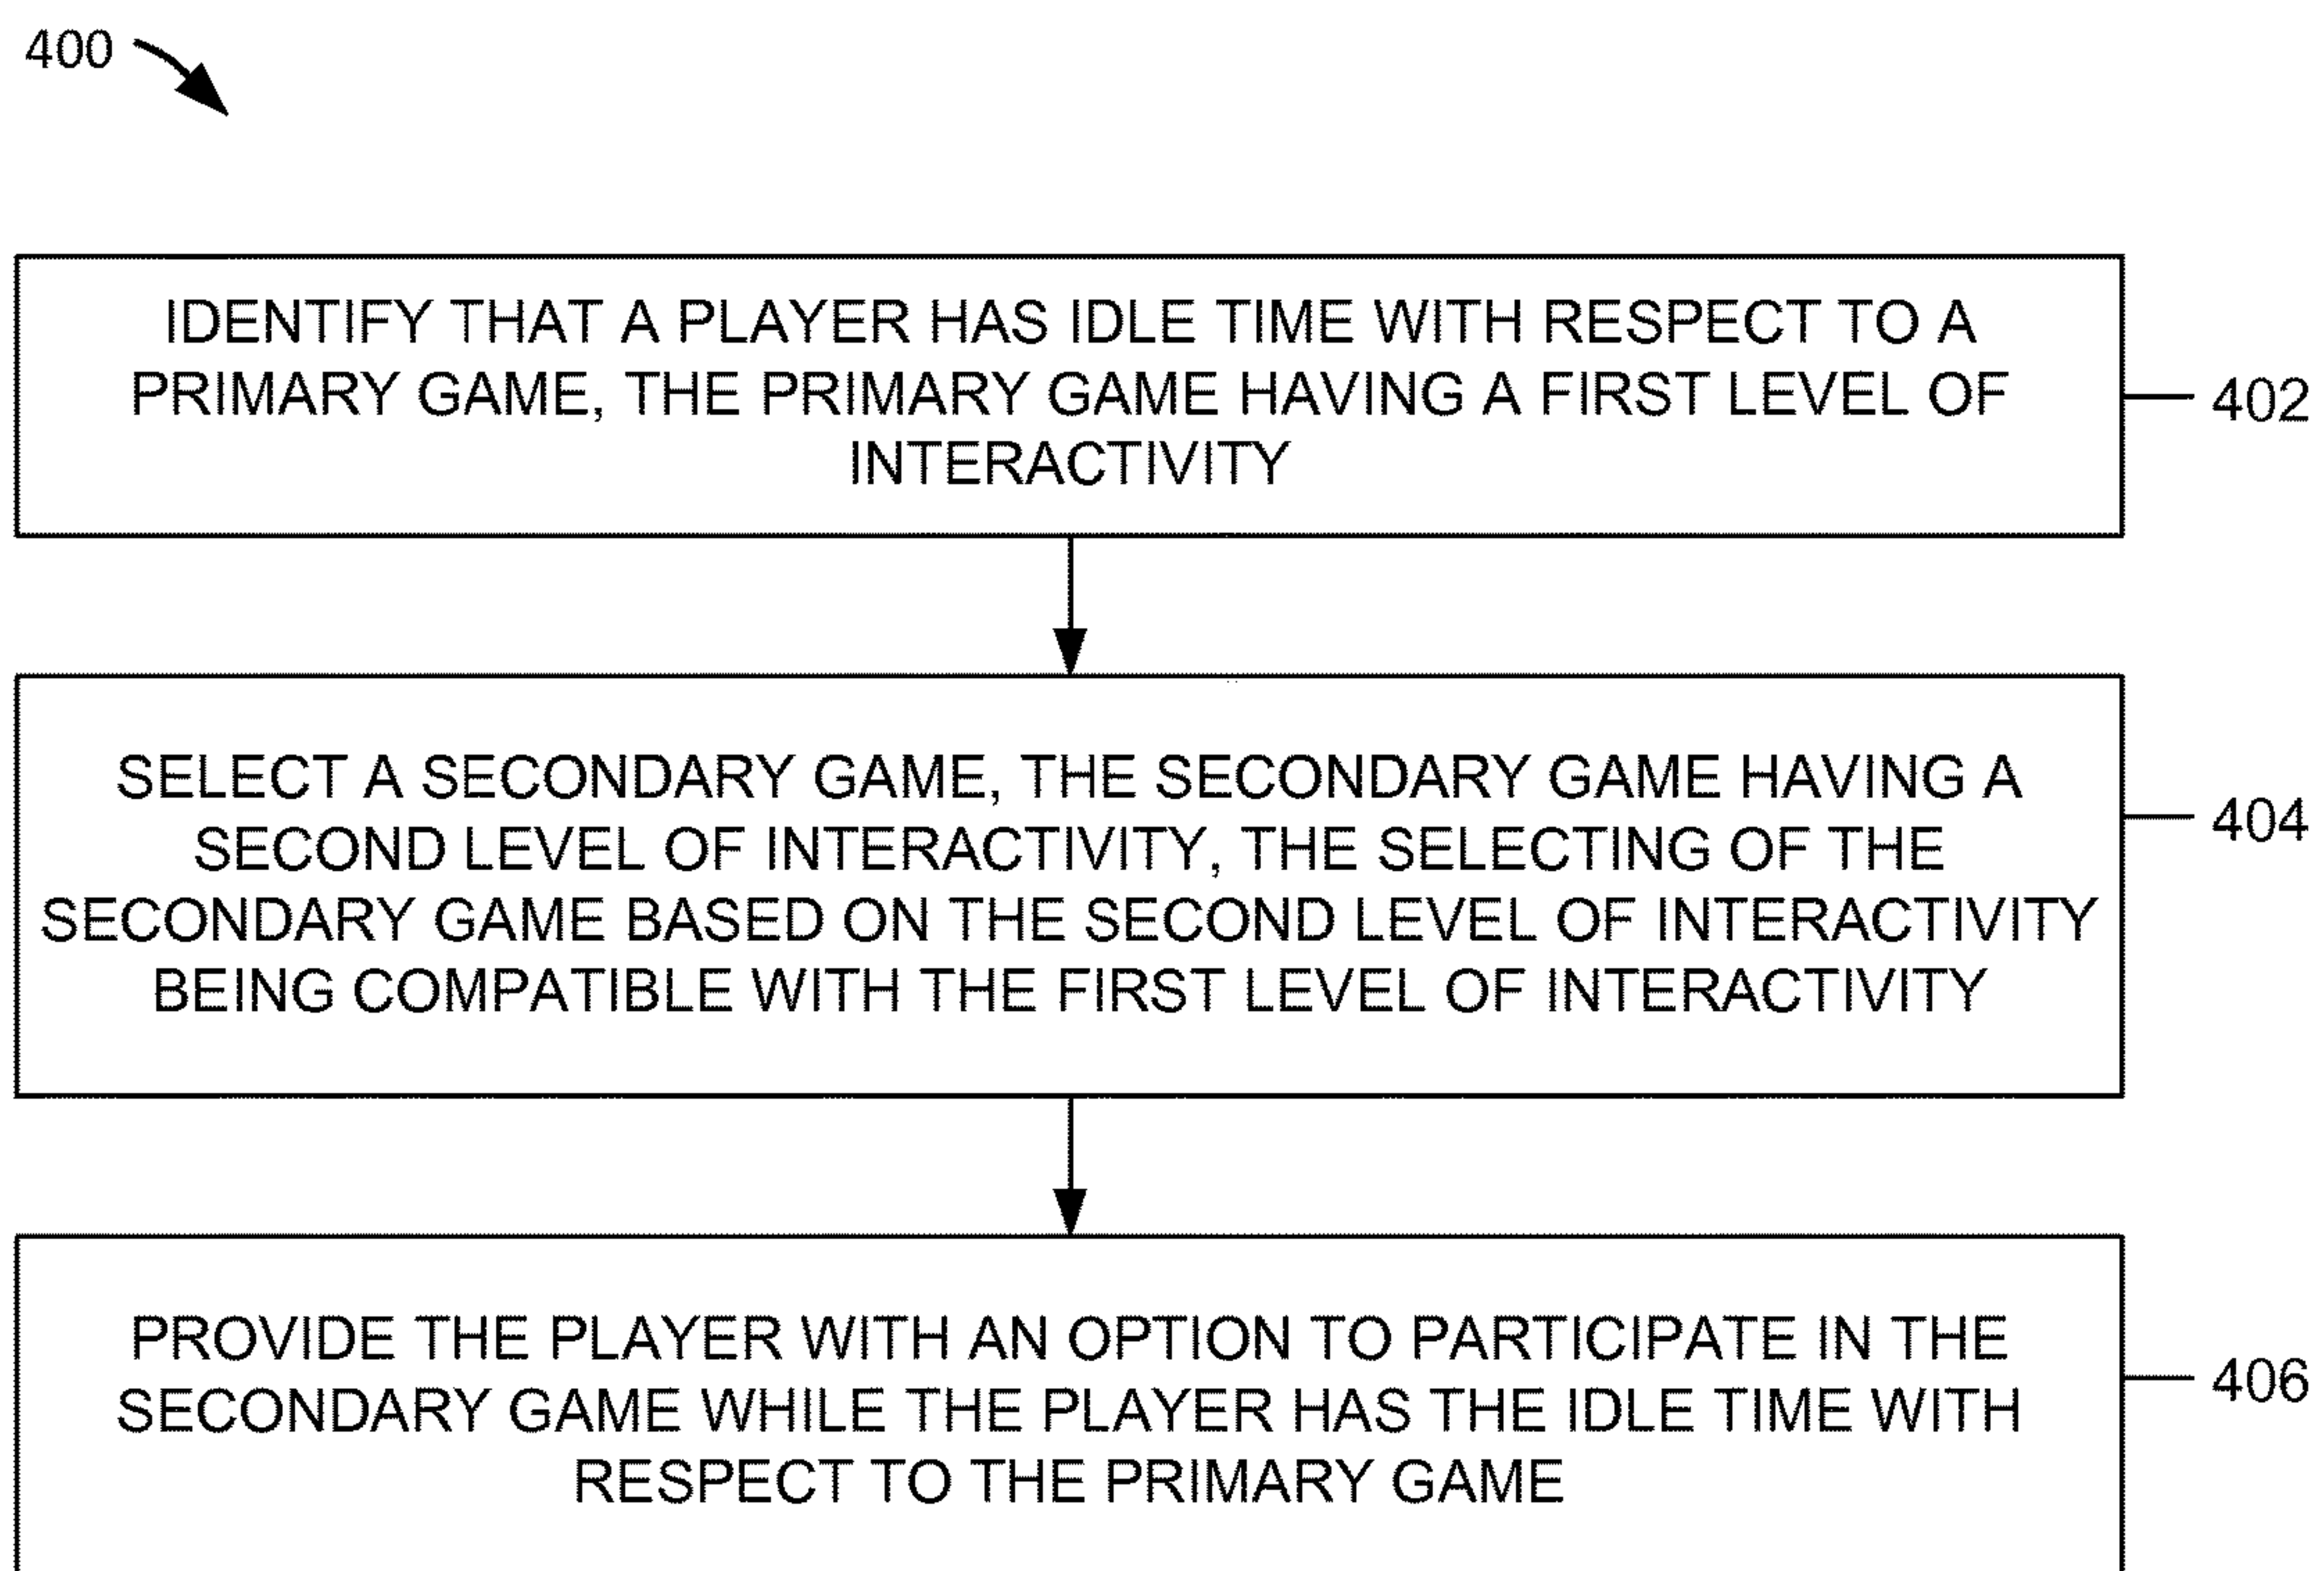 400
IDENTIFY THAT A PLAYER HAS IDLE TIME WITH RESPECT TO A
PRIMARY GAME, THE PRIMARY GAME HAVING A FIRST LEVEL OF
INTERACTIVITY
402
SELECT A SECONDARY GAME, THE SECONDARY GAME HAVING A
SECOND LEVEL OF INTERACTIVITY, THE SELECTING OF THE
SECONDARY GAME BASED ON THE SECOND LEVEL OF INTERACTIVITY
BEING COMPATIBLE WITH THE FIRST LEVEL OF INTERACTIVITY
404
PROVIDE THE PLAYER WITH AN OPTION TO PARTICIPATE IN THE
SECONDARY GAME WHILE THE PLAYER HAS THE IDLE TIME WITH
RESPECT TO THE PRIMARY GAME
406